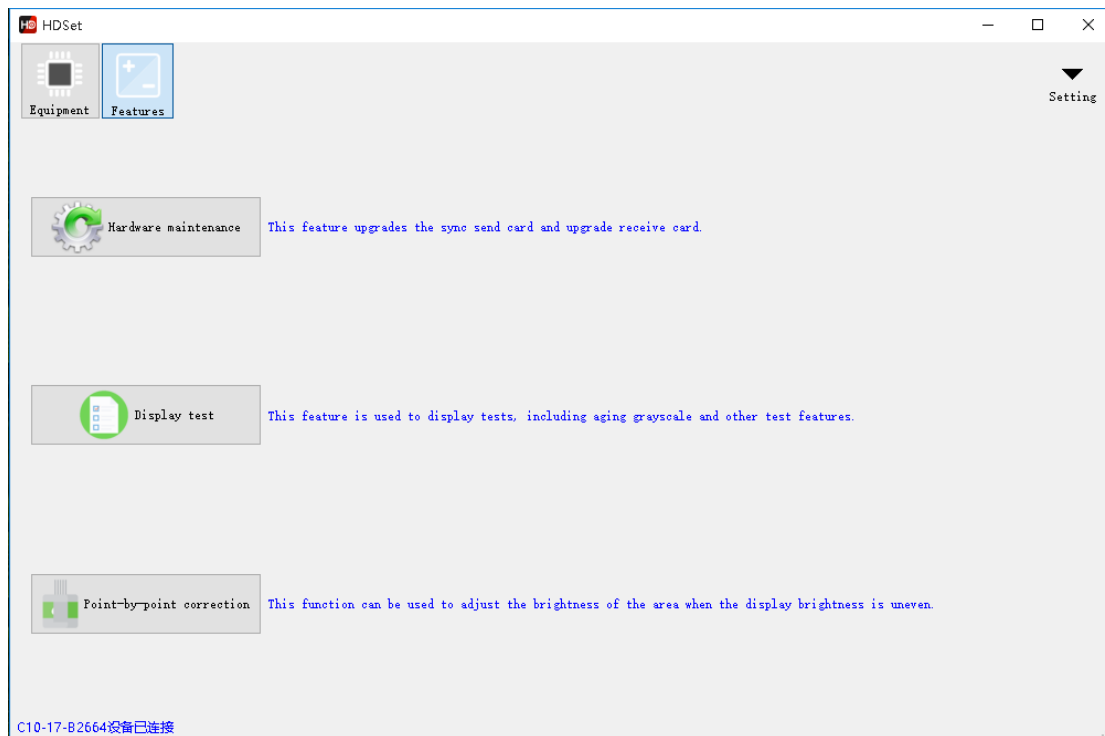 HD HDSet
Equipment
Features
Setting
Hardware maintenance
This feature upgrades the sync send card and upgrade receive card.
Display test
This feature is used to display tests, including aging grayscale and other test features.
Point-by-point correction
This function can be used to adjust the brightness of the area when the display brightness is uneven.
C10-17-B2664设备已连接